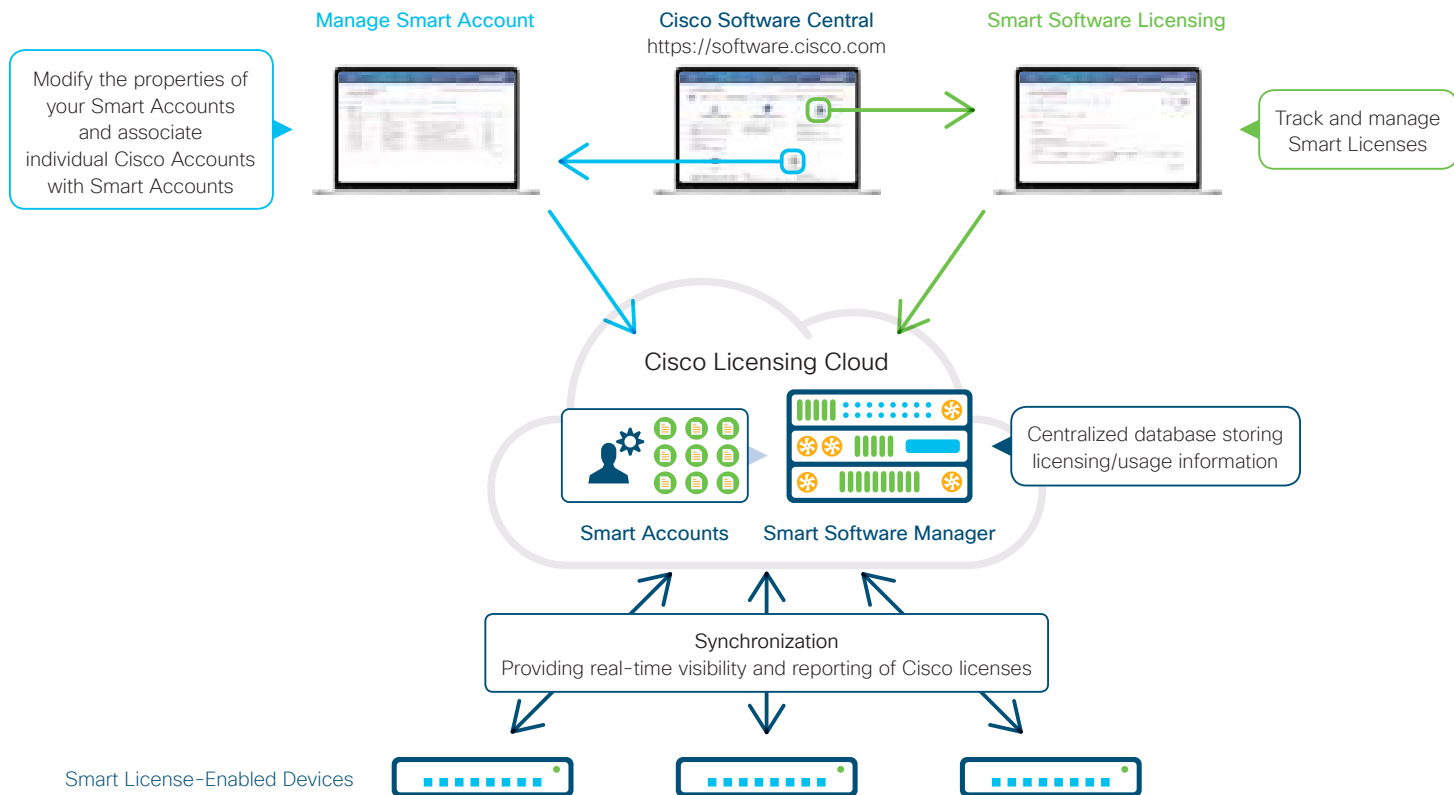 Manage Smart Account
Cisco Software Central
https://software.cisco.com
Smart Software Licensing
Modify the properties of
your Smart Accounts
and associate
individual Cisco Accounts
with Smart Accounts
Track and manage
Smart Licenses
Cisco Licensing Cloud
Centralized database storing
licensing/usage information
Smart Accounts
Smart Software Manager
Synchronization
Providing real-time visibility and reporting of Cisco licenses
Smart License-Enabled Devices